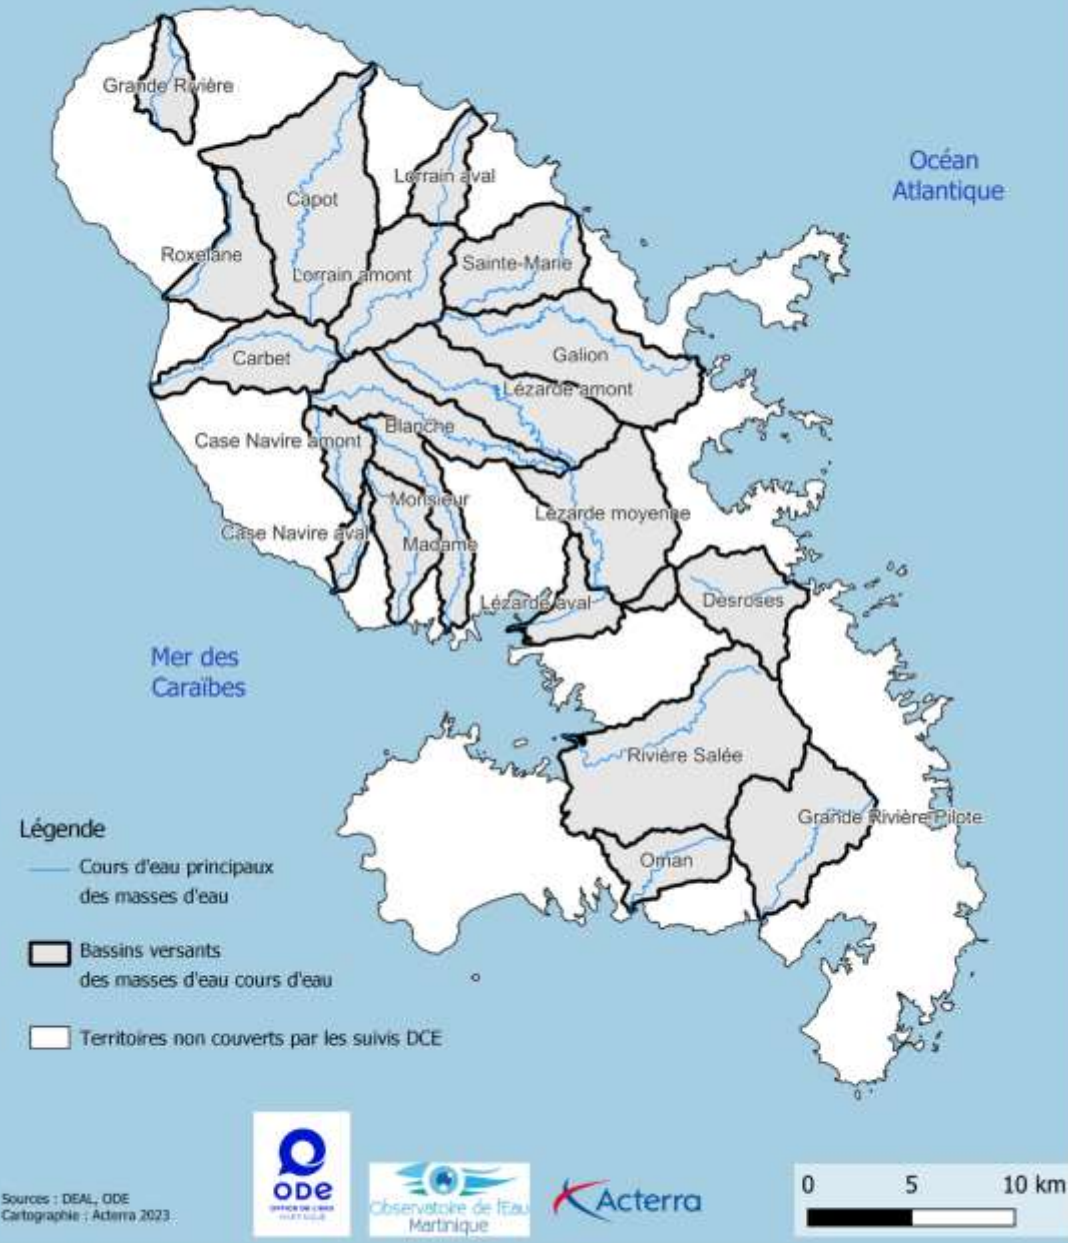 Grande Rivière
Capot
Lorrain aval
Océan
Atlantique
Roxelane
Lorrain amont
Sainte-Marie
Carbet
Galion
Lézarde amont
Blanche
Case Navire amont
Monsieur
Lézarde moyenne
Case Navire aval
Madame
Lézarde aval
Desroses
Mer des
Caraïbes
Rivière Salée
Grande Rivière Pilote
Oman
Légende
Cours d'eau principaux
des masses d'eau
Bassins versants
des masses d'eau cours d'eau
Territoires non couverts par les suivis DCE
Sources : DEAL, ODE
Cartographie : Acterra 2023
ODe
OFFICE DE L'EAU
MARTINIQUE
Observatoire de l'Eau
Martinique
Acterra
0 5 10 km